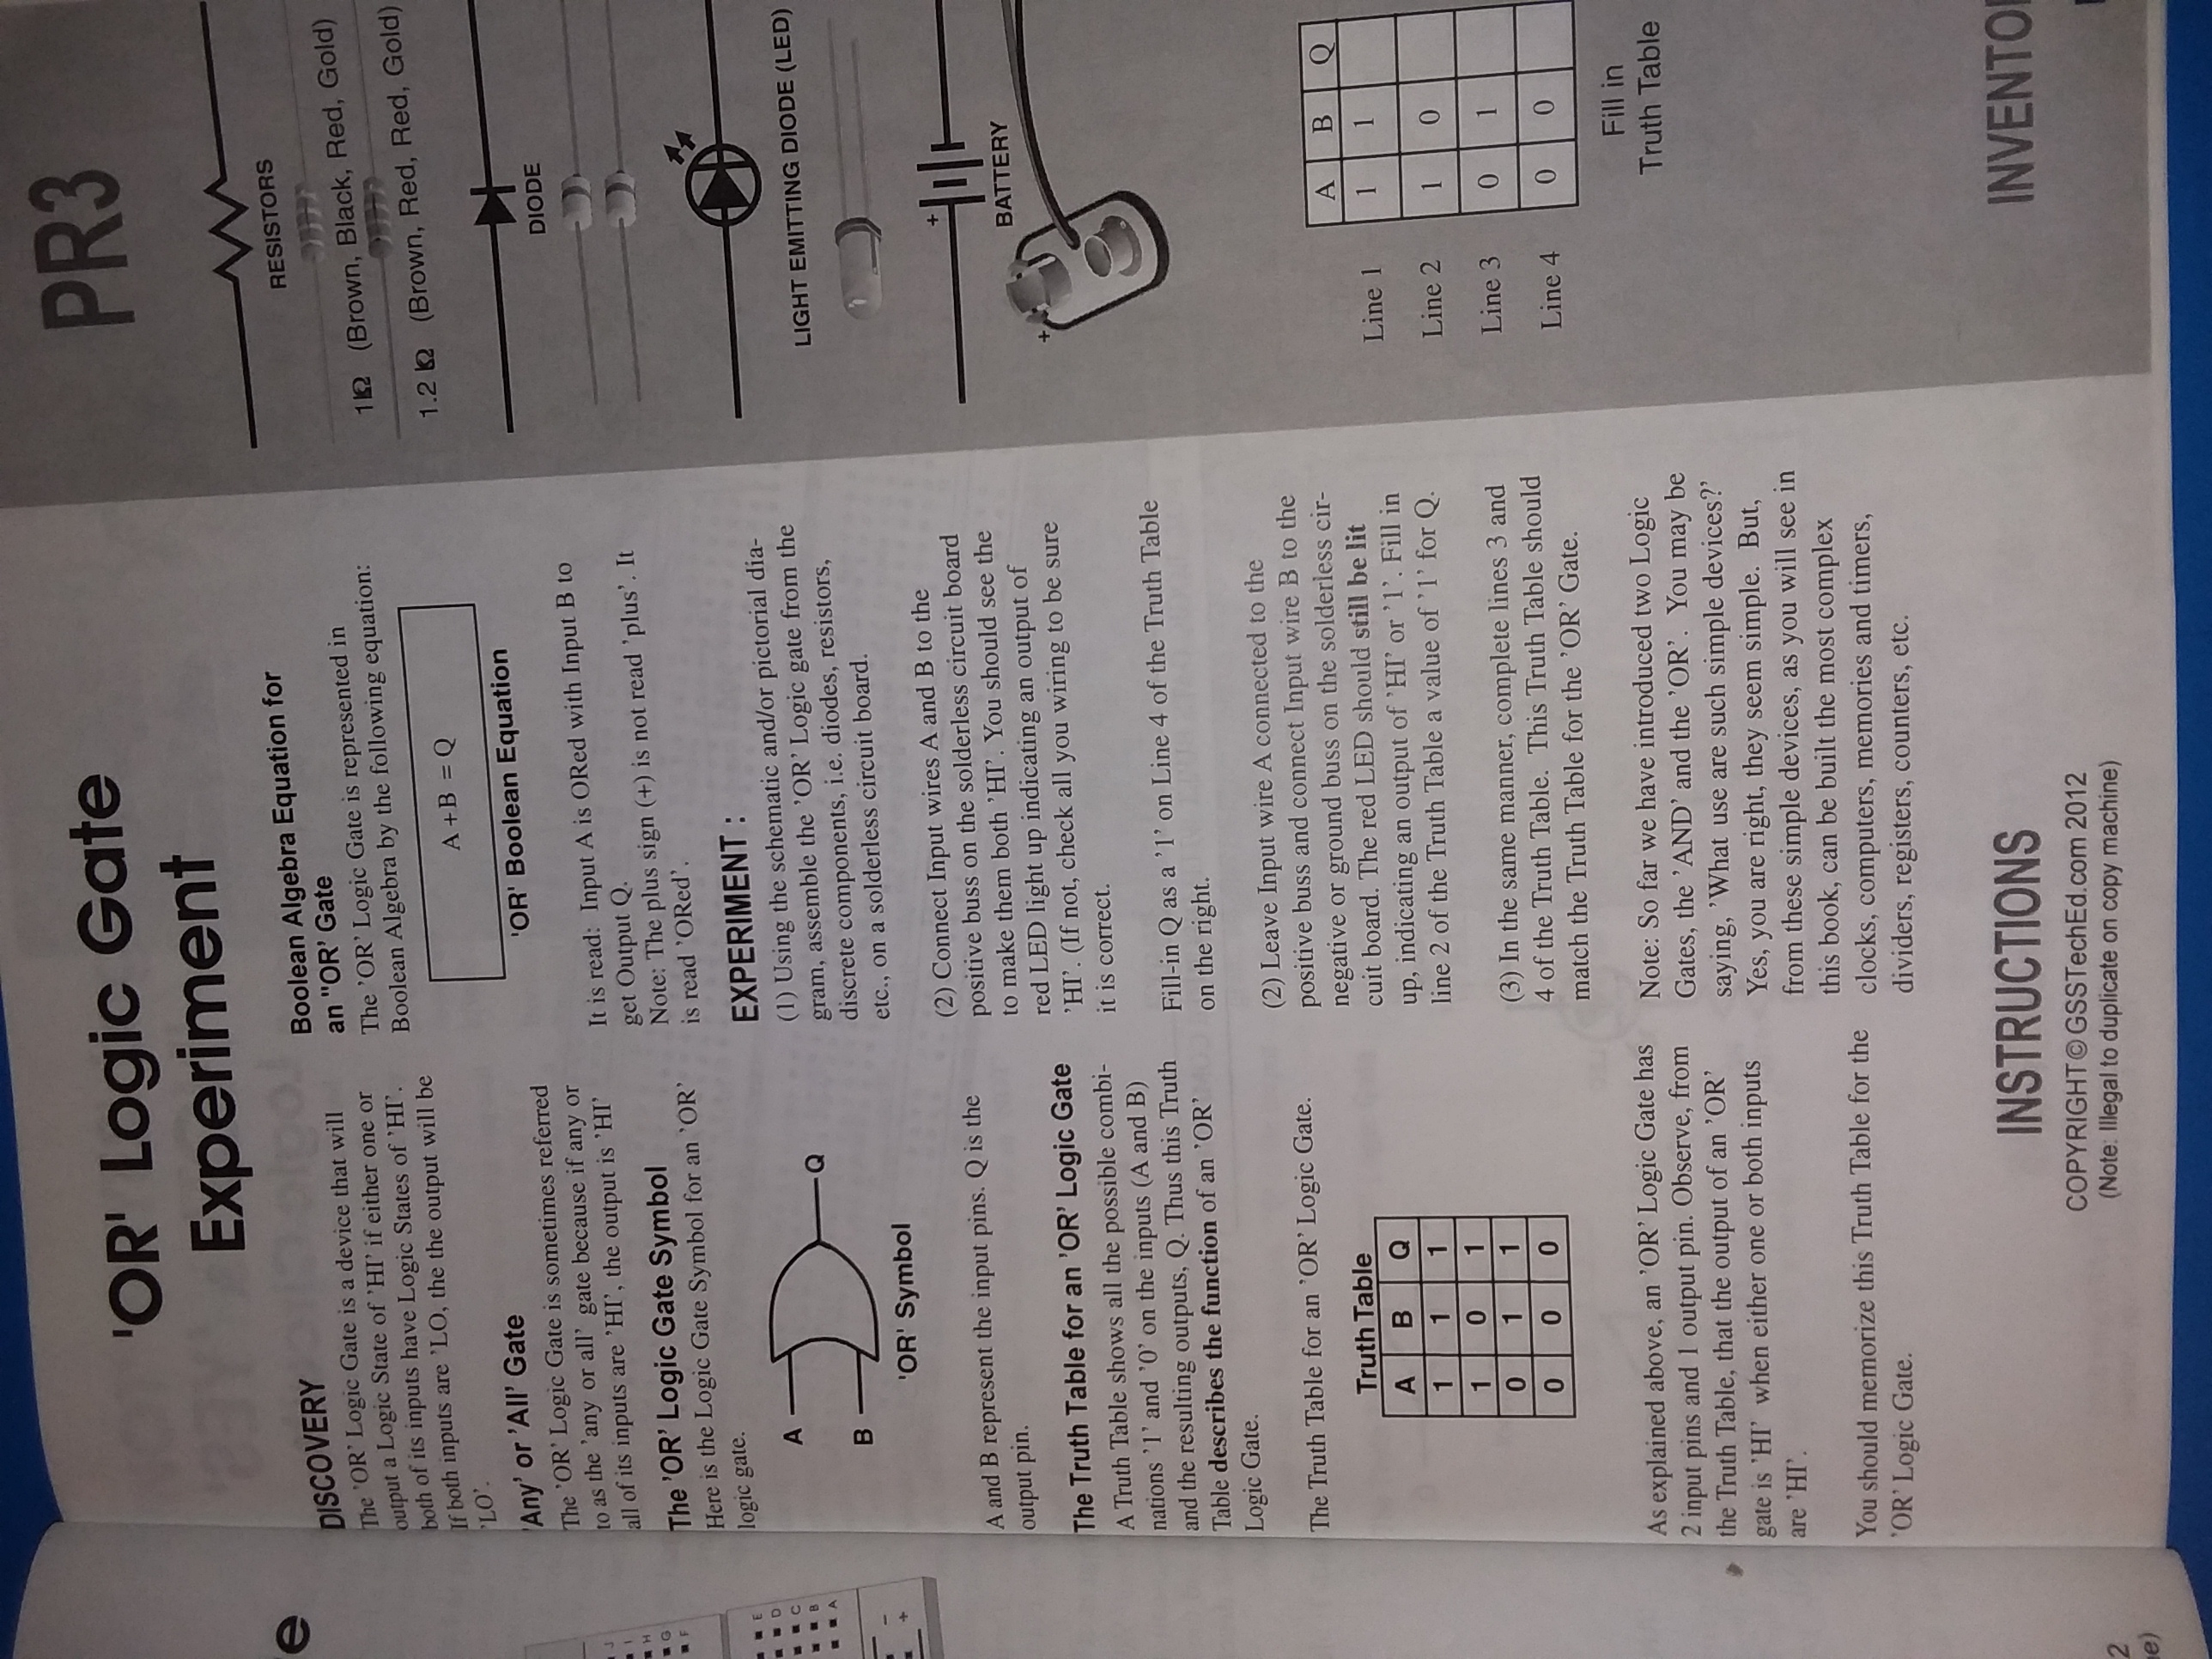 'OR' Logic Gate
Experiment
DISCOVERY
The 'OR' Logic Gate is a device that will
output a Logic State of 'HI' if either one or
both of its inputs have Logic States of 'HI'.
If both inputs are 'LO, the the output will be
'LO'.
'Any' or 'All' Gate
The 'OR' Logic Gate is sometimes referred
to as the 'any or all' gate because if any or
all of its inputs are 'HI', the output is 'HI'
The 'OR' Logic Gate Symbol
Here is the Logic Gate Symbol for an 'OR'
logic gate.
A
Q
B
'OR' Symbol
A and B represent the input pins. Q is the
output pin.
The Truth Table for an 'OR' Logic Gate
A Truth Table shows all the possible combi-
nations '1' and '0' on the inputs (A and B)
and the resulting outputs, Q. Thus this Truth
Table describes the function of an 'OR'
Logic Gate.
The Truth Table for an 'OR' Logic Gate.
Truth Table
A B Q
1 1 1
1 0 1
0 1 1
0 0 0
As explained above, an 'OR' Logic Gate has
2 input pins and 1 output pin. Observe, from
the Truth Table, that the output of an 'OR'
gate is 'HI' when either one or both inputs
are 'HI'.
You should memorize this Truth Table for the
'OR' Logic Gate.
Boolean Algebra Equation for
an "OR' Gate
The 'OR' Logic Gate is represented in
Boolean Algebra by the following equation:
A+B = Q
'OR' Boolean Equation
It is read: Input A is ORed with Input B to
get Output Q.
Note: The plus sign (+) is not read 'plus'. It
is read 'ORed'.
EXPERIMENT :
(1) Using the schematic and/or pictorial dia-
gram, assemble the 'OR' Logic gate from the
discrete components, i.e. diodes, resistors,
etc., on a solderless circuit board.
(2) Connect Input wires A and B to the
positive buss on the solderless circuit board
to make them both 'HI'. You should see the
red LED light up indicating an output of
'HI'. (If not, check all you wiring to be sure
it is correct.
Fill-in Q as a '1' on Line 4 of the Truth Table
on the right.
(2) Leave Input wire A connected to the
positive buss and connect Input wire B to the
negative or ground buss on the solderless cir-
cuit board. The red LED should still be lit
up, indicating an output of 'HI' or '1'. Fill in
line 2 of the Truth Table a value of '1' for Q.
(3) In the same manner, complete lines 3 and
4 of the Truth Table. This Truth Table should
match the Truth Table for the 'OR' Gate.
Note: So far we have introduced two Logic
Gates, the 'AND' and the 'OR'. You may be
saying, 'What use are such simple devices?'
Yes, you are right, they seem simple. But,
from these simple devices, as you will see in
this book, can be built the most complex
clocks, computers, memories and timers,
dividers, registers, counters, etc.
INSTRUCTIONS
COPYRIGHT©GSSTechEd.com 2012
(Note: Illegal to duplicate on copy machine)
PR3
RESISTORS
1kΩ (Brown, Black, Red, Gold)
1.2 kΩ (Brown, Red, Red, Gold)
DIODE
LIGHT EMITTING DIODE (LED)
+
BATTERY
+
A B Q
Line 1 1 1
Line 2 1 0
Line 3 0 1
Line 4 0 0
Fill in
Truth Table
INVENTO
e
J
I
H
G
F
E
D
C
B
A
−
+
2
e)